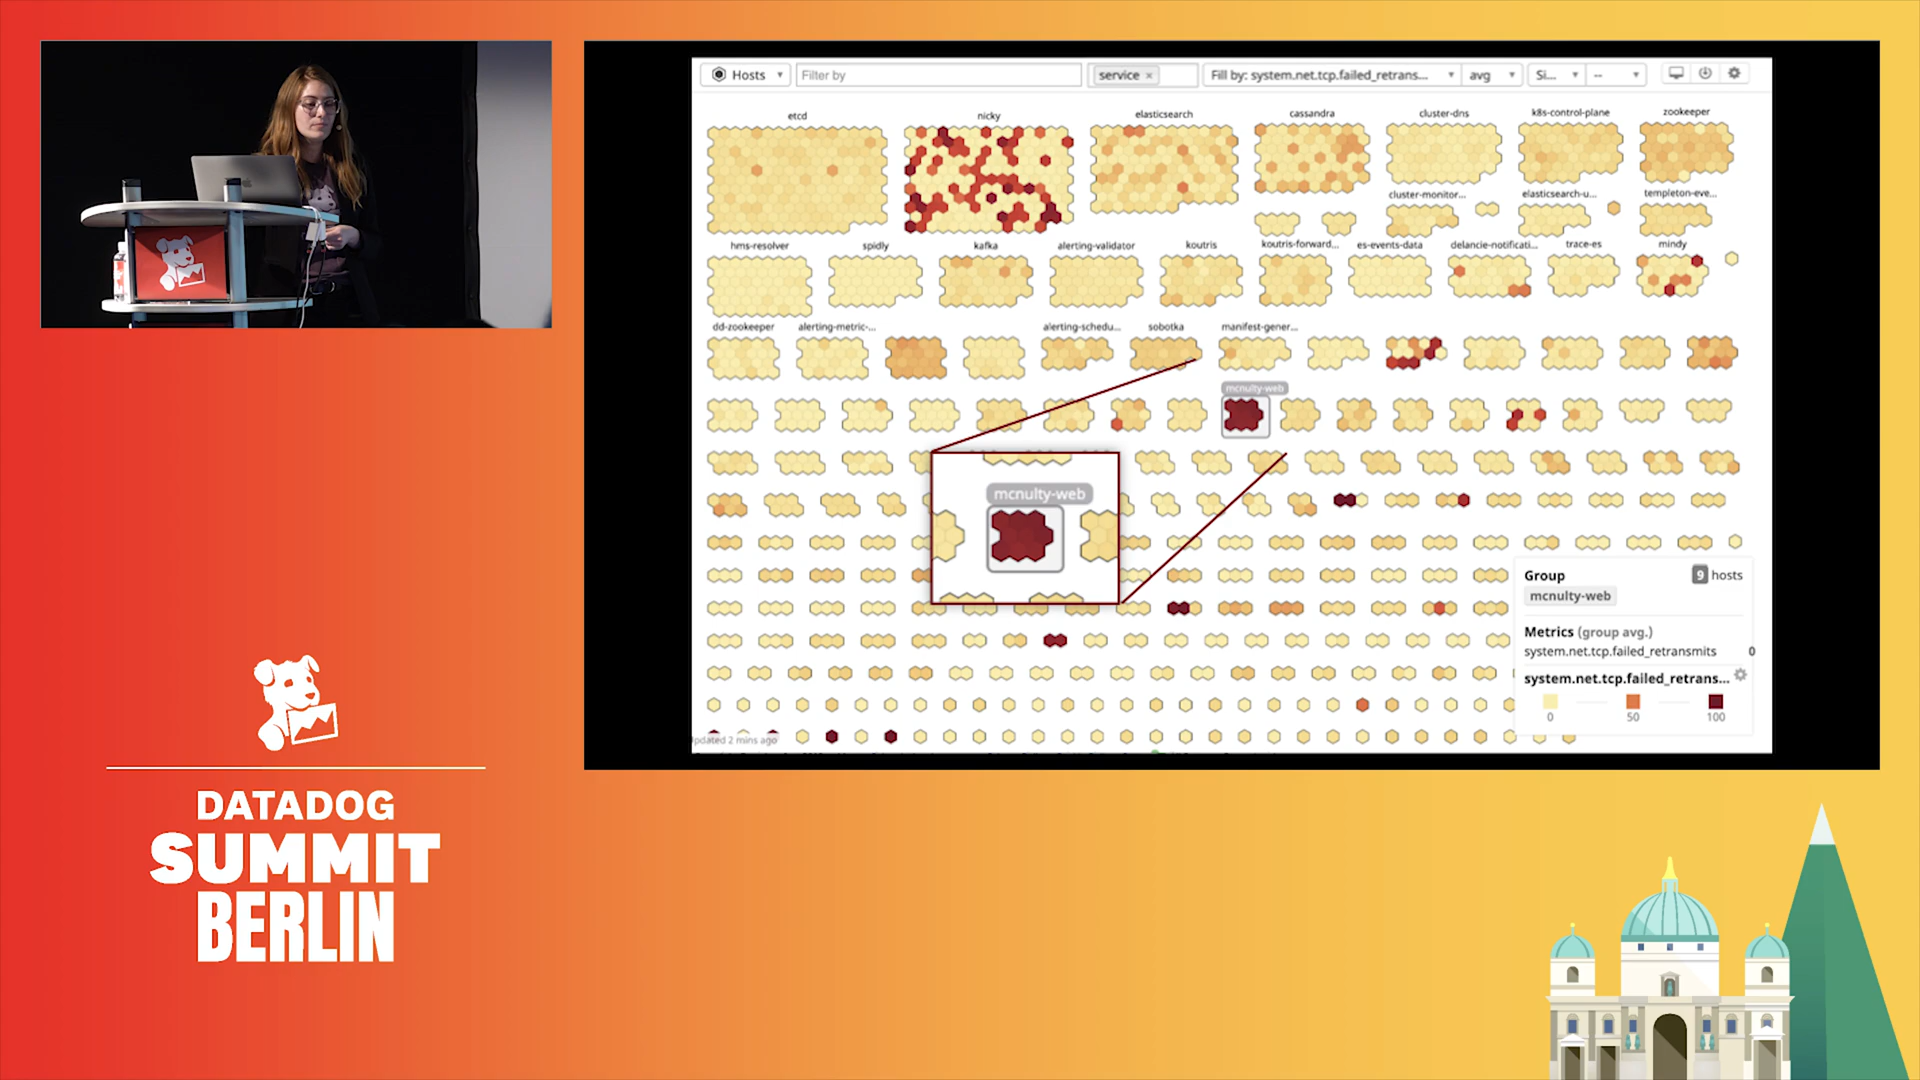 Hosts
Filter by
service ×
Fill by: system.net.tcp.failed_retrans...
avg
Si...
--
etcd
nicky
elasticsearch
cassandra
cluster-dns
k8s-control-plane
zookeeper
cluster-monitor...
elasticsearch-u...
templeton-eve...
hms-resolver
spidly
kafka
alerting-validator
koutris
koutris-forward...
es-events-data
delancie-notificati...
trace-es
mindy
dd-zookeeper
alerting-metric-...
alerting-schedu...
sobotka
manifest-gener...
mcnulty-web
mcnulty-web
Group
9 hosts
mcnulty-web
Metrics (group avg.)
system.net.tcp.failed_retransmits 0
system.net.tcp.failed_retrans...
0 50 100
pdated 2 mins ago
DATADOG
SUMMIT
BERLIN